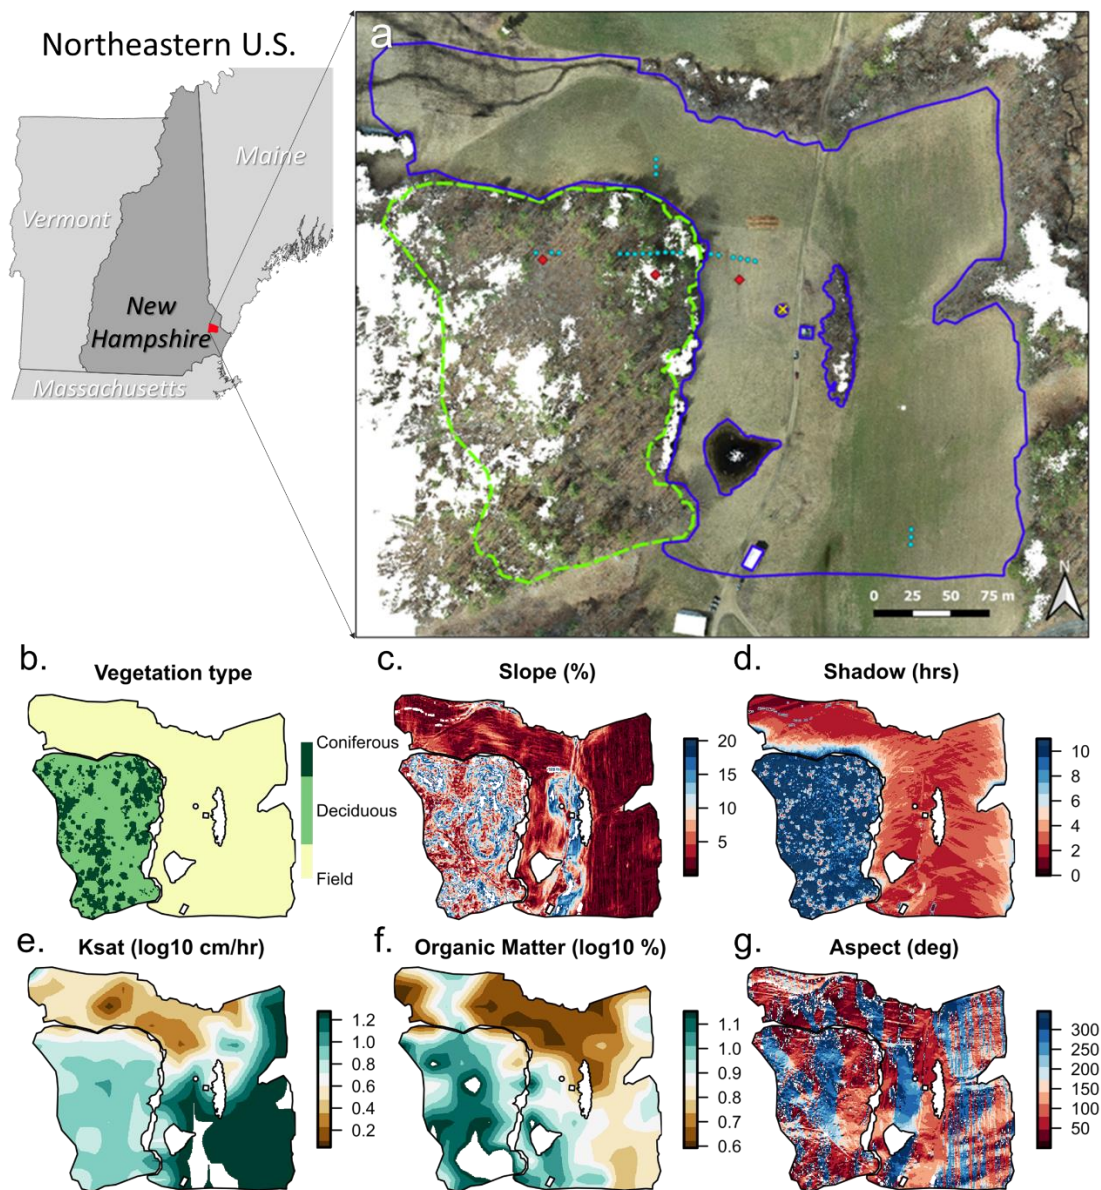 Northeastern U.S.
a
Maine
Vermont
New
Hampshire
Massachusetts
N
0 25 50 75 m
b. Vegetation type
Coniferous
Deciduous
Field
c. Slope (%)
20
15
10
5
d. Shadow (hrs)
10
8
6
4
2
0
e. Ksat (log10 cm/hr)
1.2
1.0
0.8
0.6
0.4
0.2
f. Organic Matter (log10 %)
1.1
1.0
0.9
0.8
0.7
0.6
g. Aspect (deg)
300
250
200
150
100
50